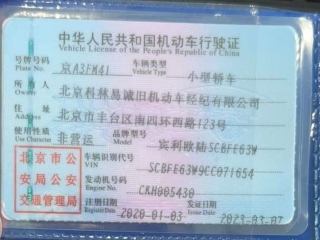 中华人民共和国机动车行驶证
Vehicle License of the People's Republic of China
号牌号码 京A3FM41 车辆类型 小型轿车
Plate No. Vehicle Type
所有人 北京科林易诚旧机动车经纪有限公司
Owner
住址 北京市丰台区南四环西路123号
使用性质 非营运 品牌型号 宾利欧陆SCBFE63W
Use Character Model
北京市公安局公安交通管理局
车辆识别代号 SCBFE63W9CC071654
VIN
发动机号码 CKH005430
Engine No.
注册日期 2020-01-03 发证日期
Register Date Issue Date